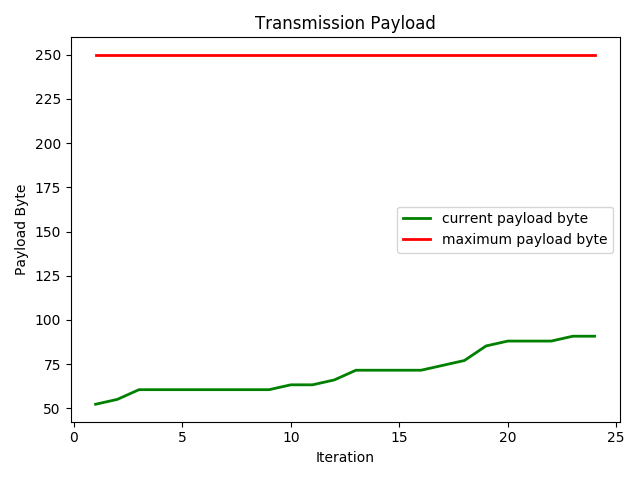 Transmission Payload
250
225
200
175
150
125
100
75
50
Payload Byte
current payload byte
maximum payload byte
0 5 10 15 20 25
Iteration